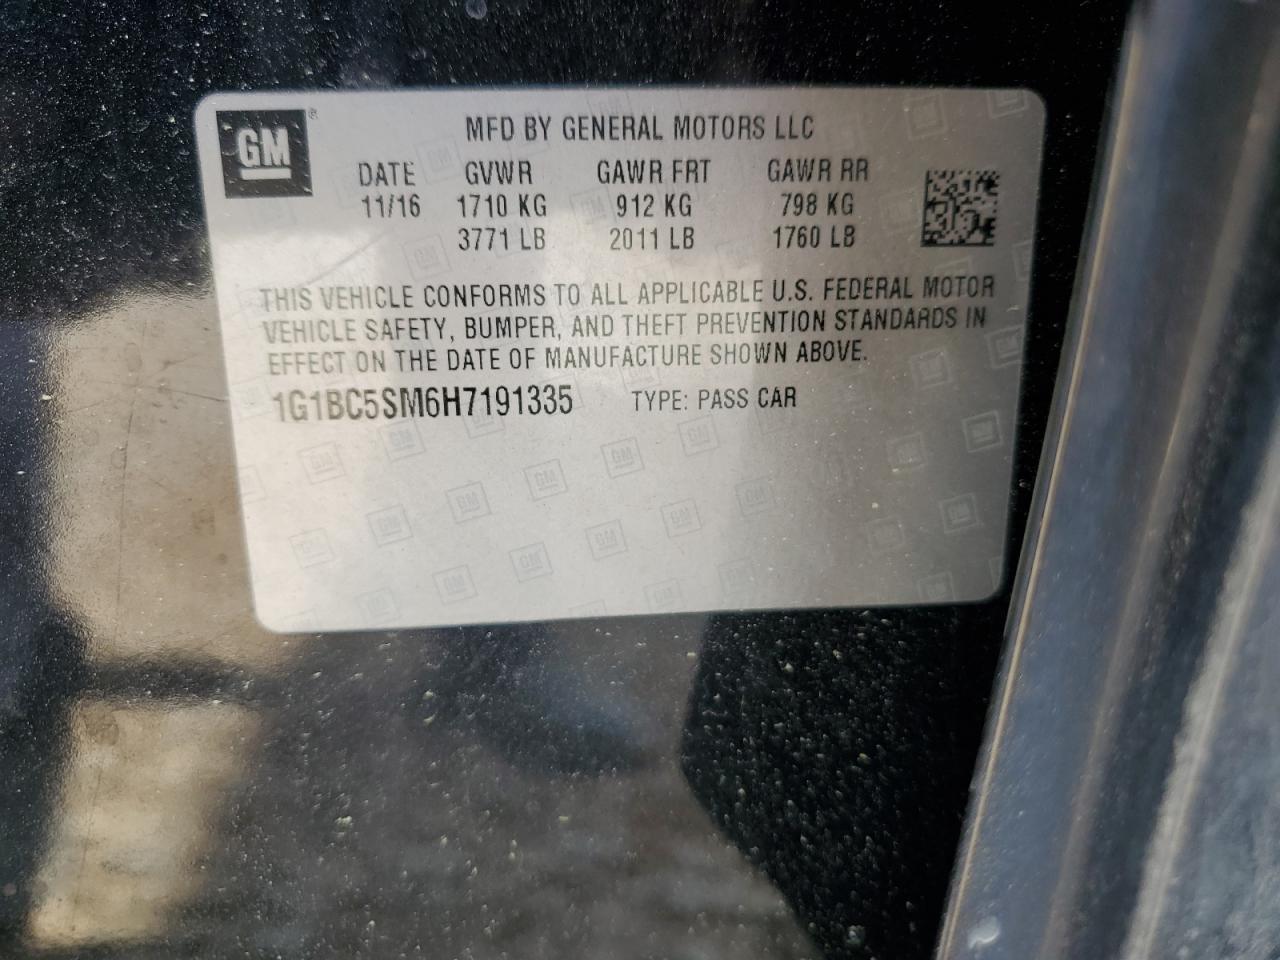 GM ®
MFD BY GENERAL MOTORS LLC
DATE GVWR GAWR FRT GAWR RR
11/16 1710 KG 912 KG 798 KG
3771 LB 2011 LB 1760 LB
THIS VEHICLE CONFORMS TO ALL APPLICABLE U.S. FEDERAL MOTOR
VEHICLE SAFETY, BUMPER, AND THEFT PREVENTION STANDARDS IN
EFFECT ON THE DATE OF MANUFACTURE SHOWN ABOVE.
1G1BC5SM6H7191335 TYPE: PASS CAR